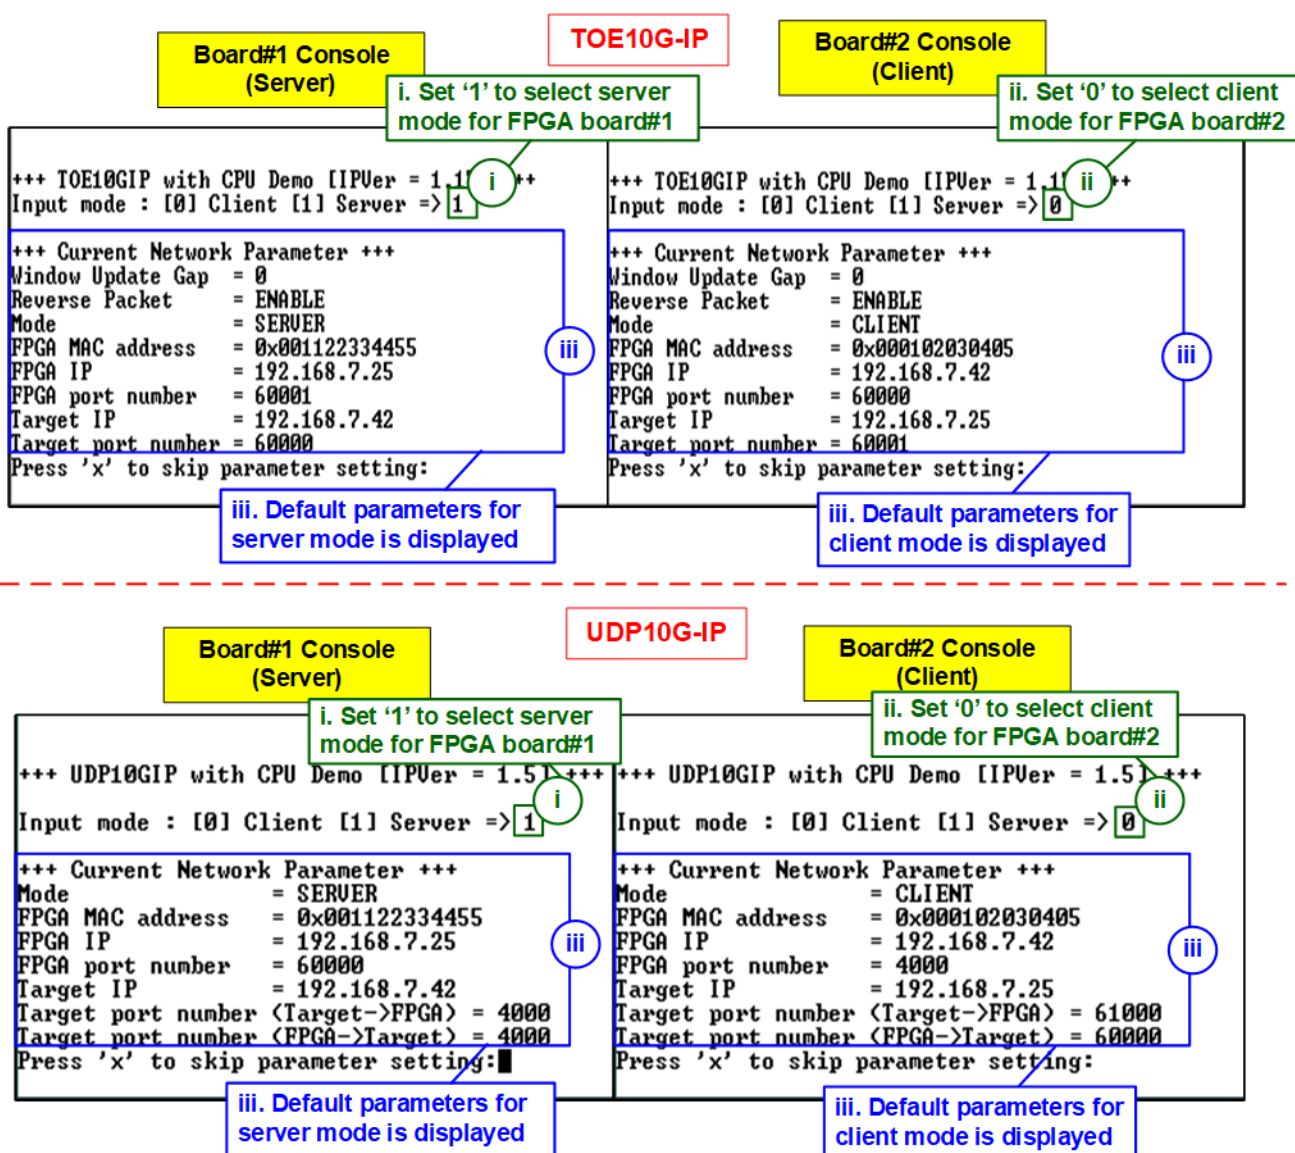 TOE10G-IP
Board#1 Console
(Server)
Board#2 Console
(Client)
i. Set ‘1’ to select server
mode for FPGA board#1
ii. Set ‘0’ to select client
mode for FPGA board#2
+++ TOE10GIP with CPU Demo [IPVer = 1.1 ++
Input mode : [0] Client [1] Server => 1
i
+++ Current Network Parameter +++
Window Update Gap = 0
Reverse Packet = ENABLE
Mode = SERVER
FPGA MAC address = 0x001122334455
FPGA IP = 192.168.7.25
FPGA port number = 60001
Target IP = 192.168.7.42
Target port number = 60000
Press 'x' to skip parameter setting:
iii
iii. Default parameters for
server mode is displayed
+++ TOE10GIP with CPU Demo [IPVer = 1.1 ++
Input mode : [0] Client [1] Server => 0
ii
+++ Current Network Parameter +++
Window Update Gap = 0
Reverse Packet = ENABLE
Mode = CLIENT
FPGA MAC address = 0x000102030405
FPGA IP = 192.168.7.42
FPGA port number = 60000
Target IP = 192.168.7.25
Target port number = 60001
Press 'x' to skip parameter setting:
iii
iii. Default parameters for
client mode is displayed
UDP10G-IP
Board#1 Console
(Server)
Board#2 Console
(Client)
i. Set ‘1’ to select server
mode for FPGA board#1
ii. Set ‘0’ to select client
mode for FPGA board#2
+++ UDP10GIP with CPU Demo [IPVer = 1.5] +++
i
Input mode : [0] Client [1] Server => 1
+++ Current Network Parameter +++
Mode = SERVER
FPGA MAC address = 0x001122334455
FPGA IP = 192.168.7.25
FPGA port number = 60000
Target IP = 192.168.7.42
Target port number (Target->FPGA) = 4000
Target port number (FPGA->Target) = 4000
Press 'x' to skip parameter setting:
iii
iii. Default parameters for
server mode is displayed
+++ UDP10GIP with CPU Demo [IPVer = 1.5] +++
ii
Input mode : [0] Client [1] Server => 0
+++ Current Network Parameter +++
Mode = CLIENT
FPGA MAC address = 0x000102030405
FPGA IP = 192.168.7.42
FPGA port number = 4000
Target IP = 192.168.7.25
Target port number (Target->FPGA) = 61000
Target port number (FPGA->Target) = 60000
Press 'x' to skip parameter setting:
iii
iii. Default parameters for
client mode is displayed